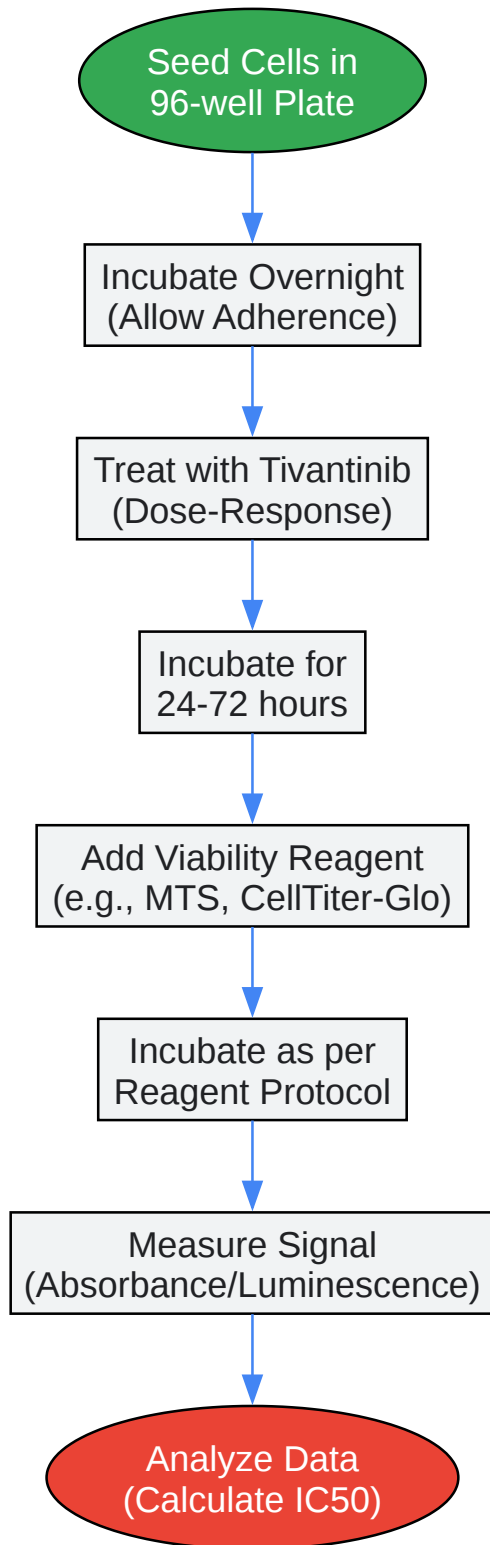 Seed Cells in
96-well Plate
Incubate Overnight
(Allow Adherence)
Treat with Tivantinib
(Dose-Response)
Incubate for
24-72 hours
Add Viability Reagent
(e.g., MTS, CellTiter-Glo)
Incubate as per
Reagent Protocol
Measure Signal
(Absorbance/Luminescence)
Analyze Data
(Calculate IC50)